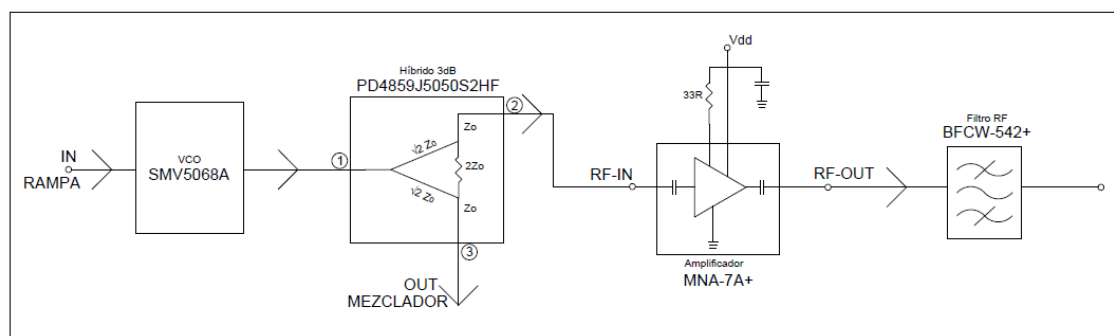 IN
RAMPA
VCO
SMV5068A
Híbrido 3dB
PD4859J5050S2HF
1
2
3
Zo
√2 Zo
2Zo
√2 Zo
Zo
OUT
MEZCLADOR
RF-IN
Vdd
33R
Amplificador
MNA-7A+
RF-OUT
Filtro RF
BFCW-542+